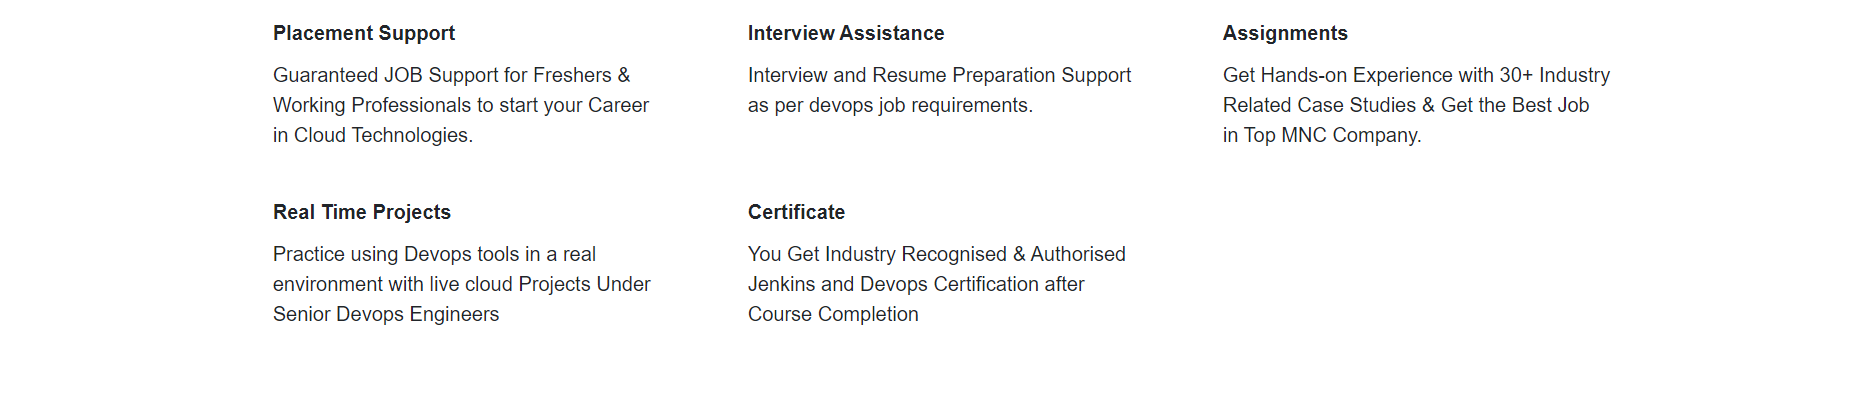 Placement Support
Guaranteed JOB Support for Freshers &
Working Professionals to start your Career
in Cloud Technologies.
Interview Assistance
Interview and Resume Preparation Support
as per devops job requirements.
Assignments
Get Hands-on Experience with 30+ Industry
Related Case Studies & Get the Best Job
in Top MNC Company.
Real Time Projects
Practice using Devops tools in a real
environment with live cloud Projects Under
Senior Devops Engineers
Certificate
You Get Industry Recognised & Authorised
Jenkins and Devops Certification after
Course Completion